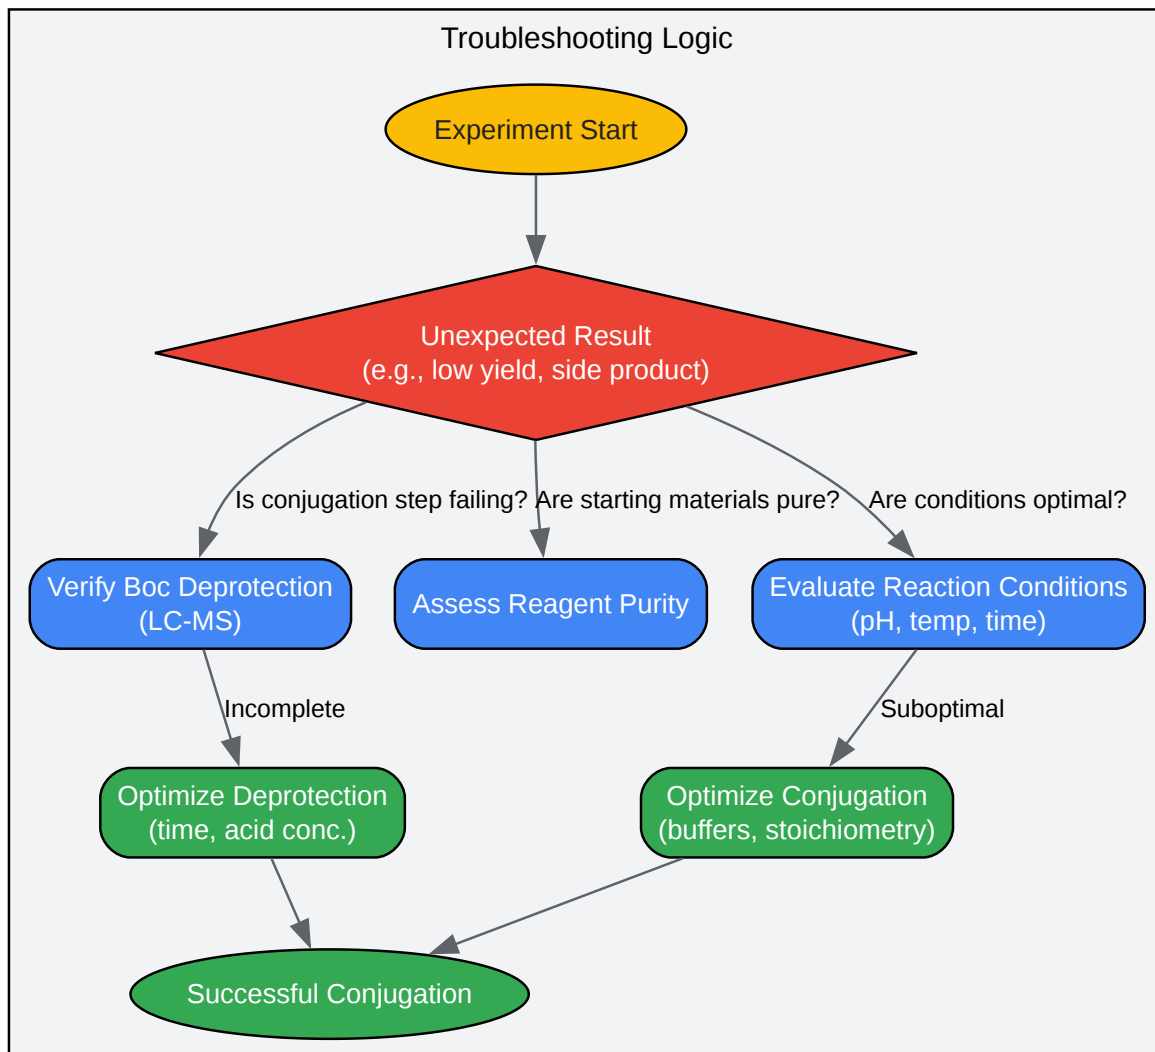 Troubleshooting Logic
Experiment Start
Unexpected Result
(e.g., low yield, side product)
Is conjugation step failing?
Are starting materials pure?
Are conditions optimal?
Verify Boc Deprotection
(LC-MS)
Assess Reagent Purity
Evaluate Reaction Conditions
(pH, temp, time)
Incomplete
Suboptimal
Optimize Deprotection
(time, acid conc.)
Optimize Conjugation
(buffers, stoichiometry)
Successful Conjugation